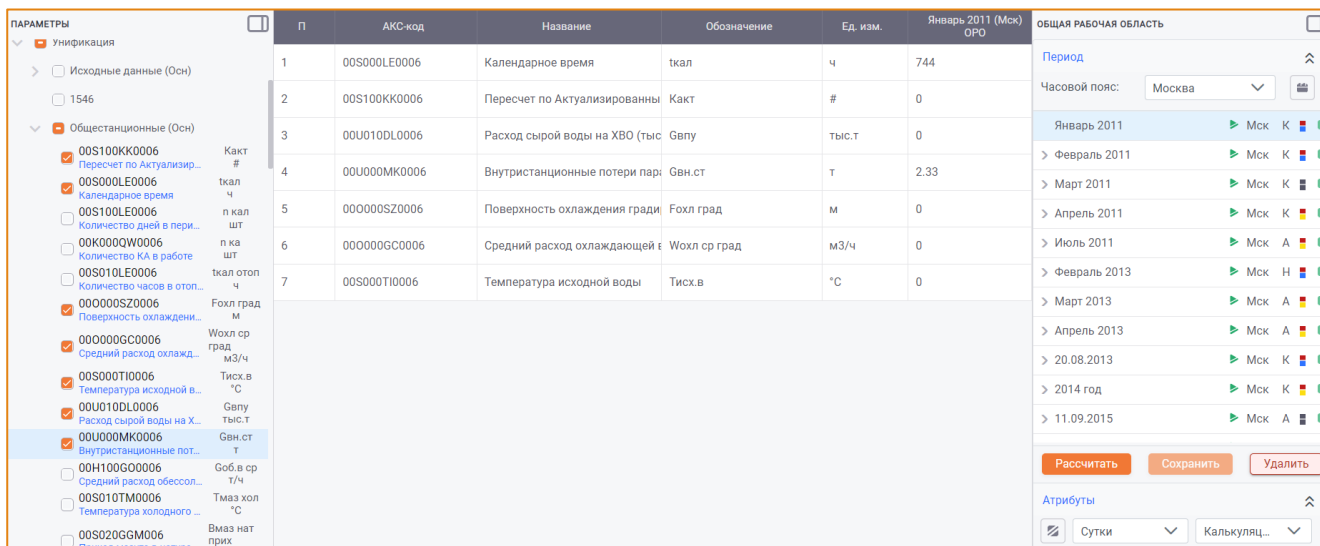 ПАРАМЕТРЫ
Унификация
Исходные данные (Осн)
1546
Общестанционные (Осн)
00S100KK0006 Какт
Пересчет по Актуализир... #
00S000LE0006 tкал
Календарное время ч
00S100LE0006 n кал
Количество дней в пери... шт
00K000QW0006 n ка
Количество КА в работе шт
00S010LE0006 tкал отоп
Количество часов в отоп... ч
00O000SZ0006 Fохл град
Поверхность охлаждени... м
00O000GC0006 Wохл ср град
Средний расход охлажд... м3/ч
00S000TI0006 Тисх.в
Температура исходной в... °C
00U010DL0006 Gвпу
Расход сырой воды на Х... тыс.т
00U000MK0006 Gвн.ст
Внутристанционные пот... т
00H100GO0006 Gоб.в ср
Средний расход обессол... т/ч
00S010TM0006 Тмаз хол
Температура холодного ... °C
00S020GGM006 Вмаз нат прих
П АКС-код Название Обозначение Ед. изм. Январь 2011 (Мск) ОРО
1 00S000LE0006 Календарное время tкал ч 744
2 00S100KK0006 Пересчет по Актуализированны Какт # 0
3 00U010DL0006 Расход сырой воды на ХВО (тыс Gвпу тыс.т 0
4 00U000MK0006 Внутристанционные потери пара Gвн.ст т 2.33
5 00O000SZ0006 Поверхность охлаждения градир Fохл град м 0
6 00O000GC0006 Средний расход охлаждающей в Wохл ср град м3/ч 0
7 00S000TI0006 Температура исходной воды Тисх.в °C 0
ОБЩАЯ РАБОЧАЯ ОБЛАСТЬ
Период
Часовой пояс: Москва
Январь 2011 Мск К
Февраль 2011 Мск К
Март 2011 Мск К
Апрель 2011 Мск К
Июль 2011 Мск А
Февраль 2013 Мск Н
Март 2013 Мск А
Апрель 2013 Мск А
20.08.2013 Мск К
2014 год Мск К
11.09.2015 Мск А
Рассчитать Сохранить Удалить
Атрибуты
Сутки Калькуляц...